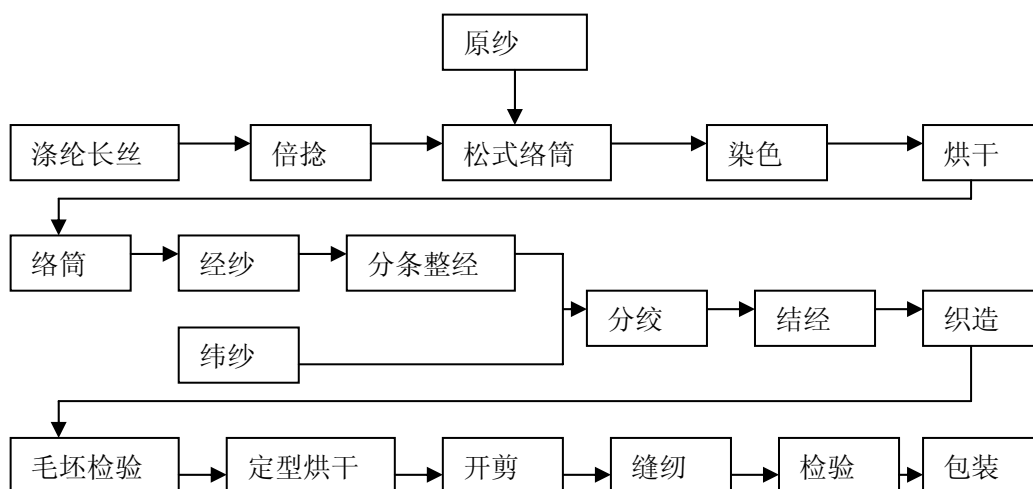 原纱
涤纶长丝
倍捻
松式络筒
染色
烘干
络筒
经纱
分条整经
纬纱
分绞
结经
织造
毛坯检验
定型烘干
开剪
缝纫
检验
包装